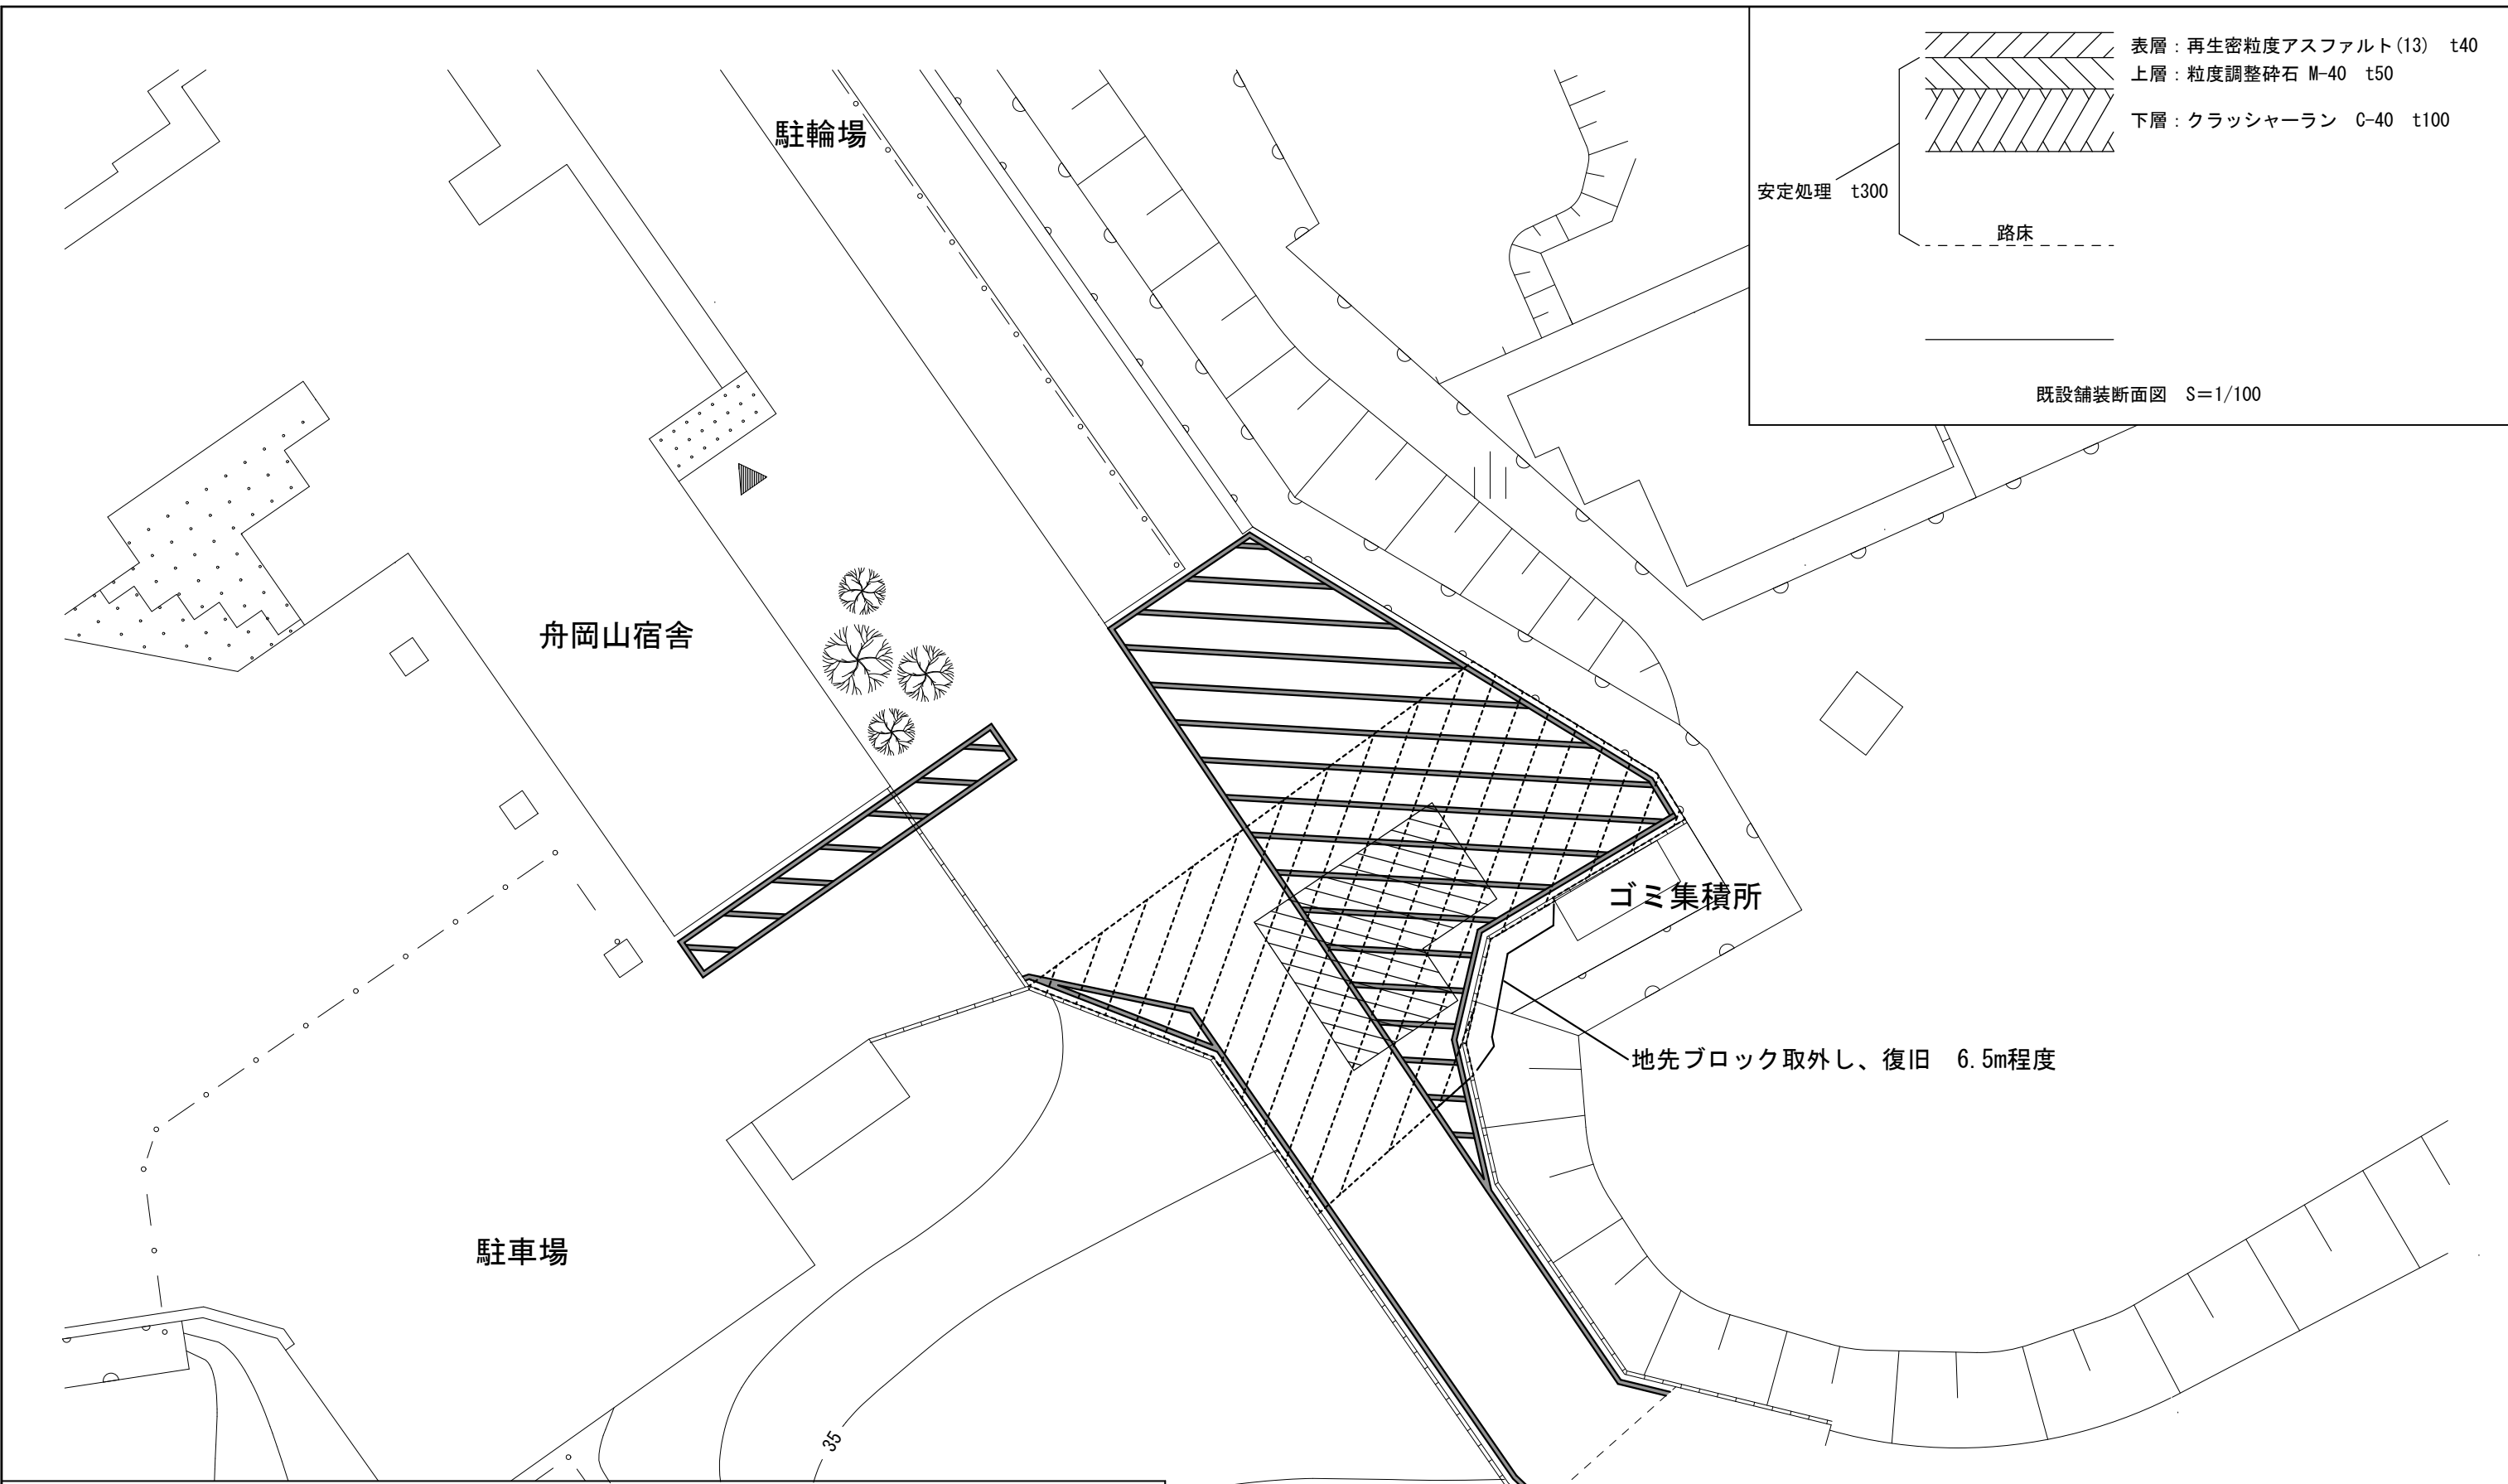 表層：再生密粒度アスファルト(13)　t40
上層：粒度調整砕石 M-40　t50
下層：クラッシャーラン　C-40　t100
安定処理　t300
路床
既設舗装断面図　S＝1/100
駐輪場
舟岡山宿舎
ゴミ集積所
地先ブロック取外し、復旧　6.5m程度
駐車場
35